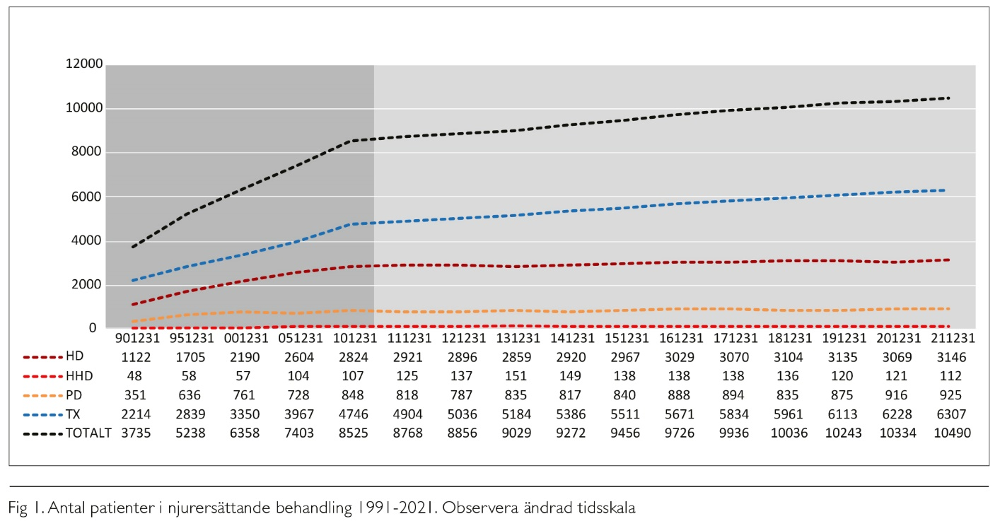 12000
10000
8000
6000
4000
2000
0
901231 951231 001231 051231 101231 111231 121231 131231 141231 151231 161231 171231 181231 191231 201231 211231
HD 1122 1705 2190 2604 2824 2921 2896 2859 2920 2967 3029 3070 3104 3135 3069 3146
HHD 48 58 57 104 107 125 137 151 149 138 138 138 136 120 121 112
PD 351 636 761 728 848 818 787 835 817 840 888 894 835 875 916 925
TX 2214 2839 3350 3967 4746 4904 5036 5184 5386 5511 5671 5834 5961 6113 6228 6307
TOTALT 3735 5238 6358 7403 8525 8768 8856 9029 9272 9456 9726 9936 10036 10243 10334 10490
Fig 1. Antal patienter i njurersättande behandling 1991-2021. Observera ändrad tidsskala